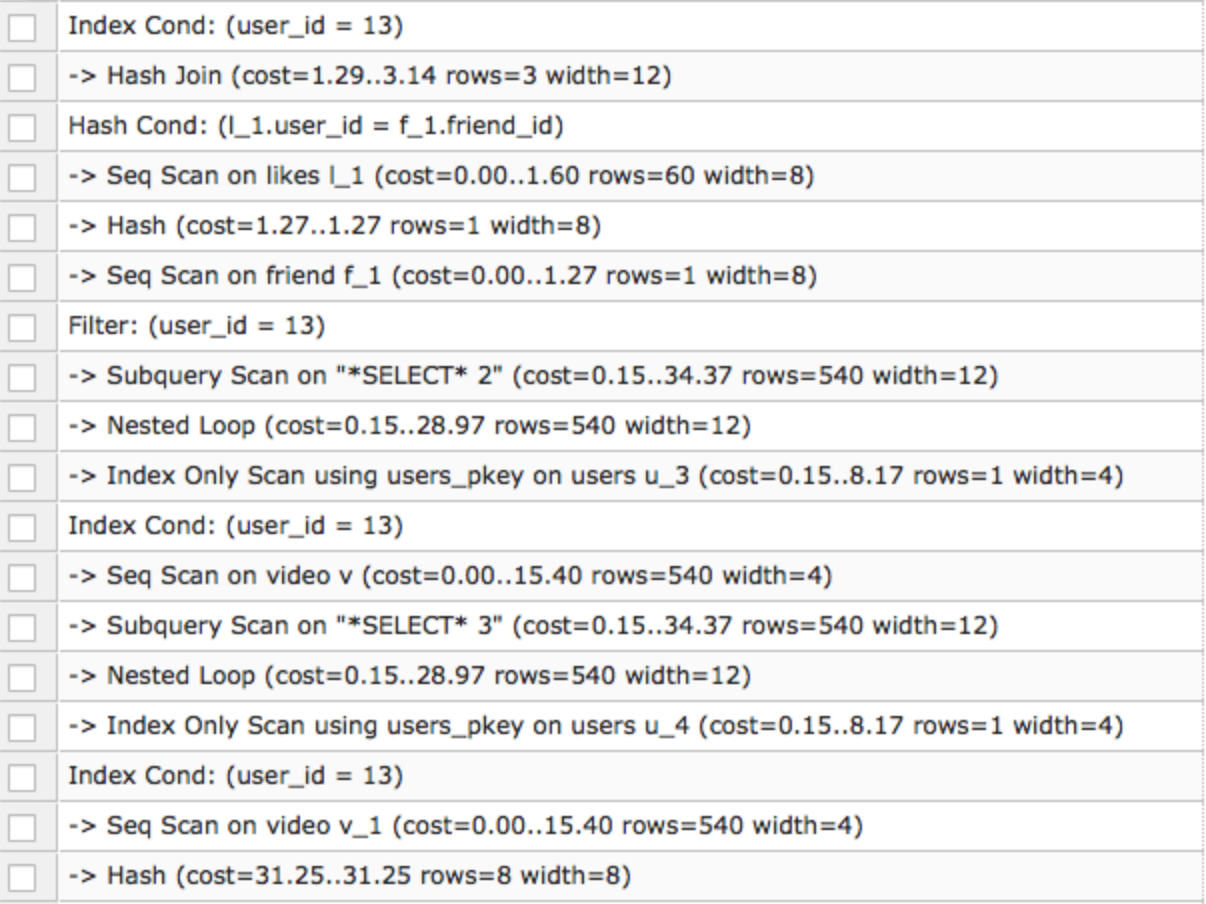 Index Cond: (user_id = 13)
-> Hash Join (cost=1.29..3.14 rows=3 width=12)
Hash Cond: (l_1.user_id = f_1.friend_id)
-> Seq Scan on likes l_1 (cost=0.00..1.60 rows=60 width=8)
-> Hash (cost=1.27..1.27 rows=1 width=8)
-> Seq Scan on friend f_1 (cost=0.00..1.27 rows=1 width=8)
Filter: (user_id = 13)
-> Subquery Scan on "*SELECT* 2" (cost=0.15..34.37 rows=540 width=12)
-> Nested Loop (cost=0.15..28.97 rows=540 width=12)
-> Index Only Scan using users_pkey on users u_3 (cost=0.15..8.17 rows=1 width=4)
Index Cond: (user_id = 13)
-> Seq Scan on video v (cost=0.00..15.40 rows=540 width=4)
-> Subquery Scan on "*SELECT* 3" (cost=0.15..34.37 rows=540 width=12)
-> Nested Loop (cost=0.15..28.97 rows=540 width=12)
-> Index Only Scan using users_pkey on users u_4 (cost=0.15..8.17 rows=1 width=4)
Index Cond: (user_id = 13)
-> Seq Scan on video v_1 (cost=0.00..15.40 rows=540 width=4)
-> Hash (cost=31.25..31.25 rows=8 width=8)